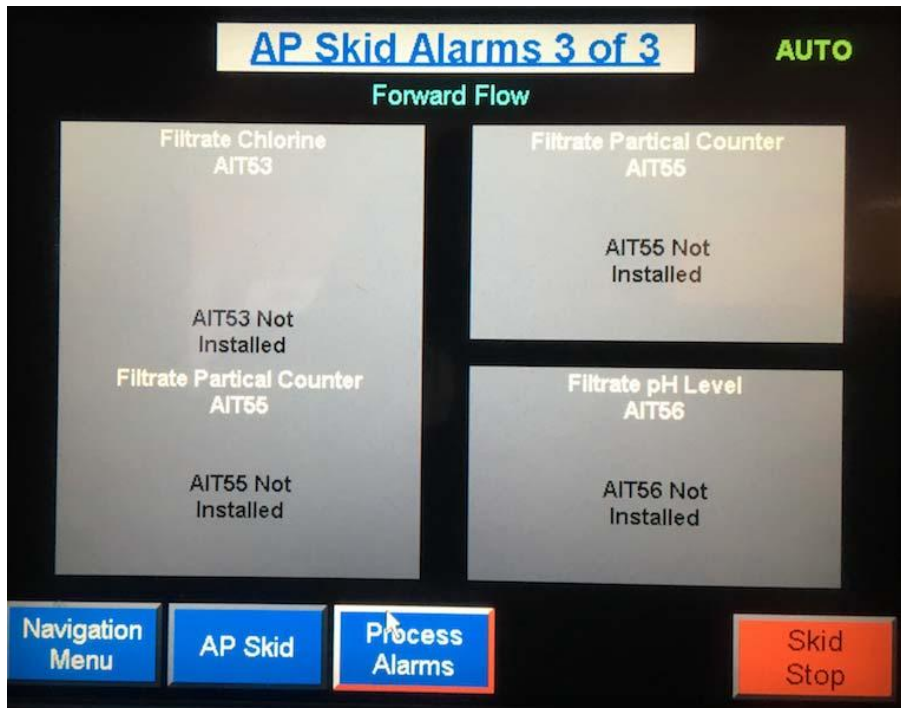 AP Skid Alarms 3 of 3
AUTO
Forward Flow
Filtrate Chlorine
AIT53
AIT53 Not
Installed
Filtrate Partical Counter
AIT55
AIT55 Not
Installed
Filtrate Partical Counter
AIT55
AIT55 Not
Installed
Filtrate pH Level
AIT56
AIT56 Not
Installed
Navigation
Menu
AP Skid
Process
Alarms
Skid
Stop